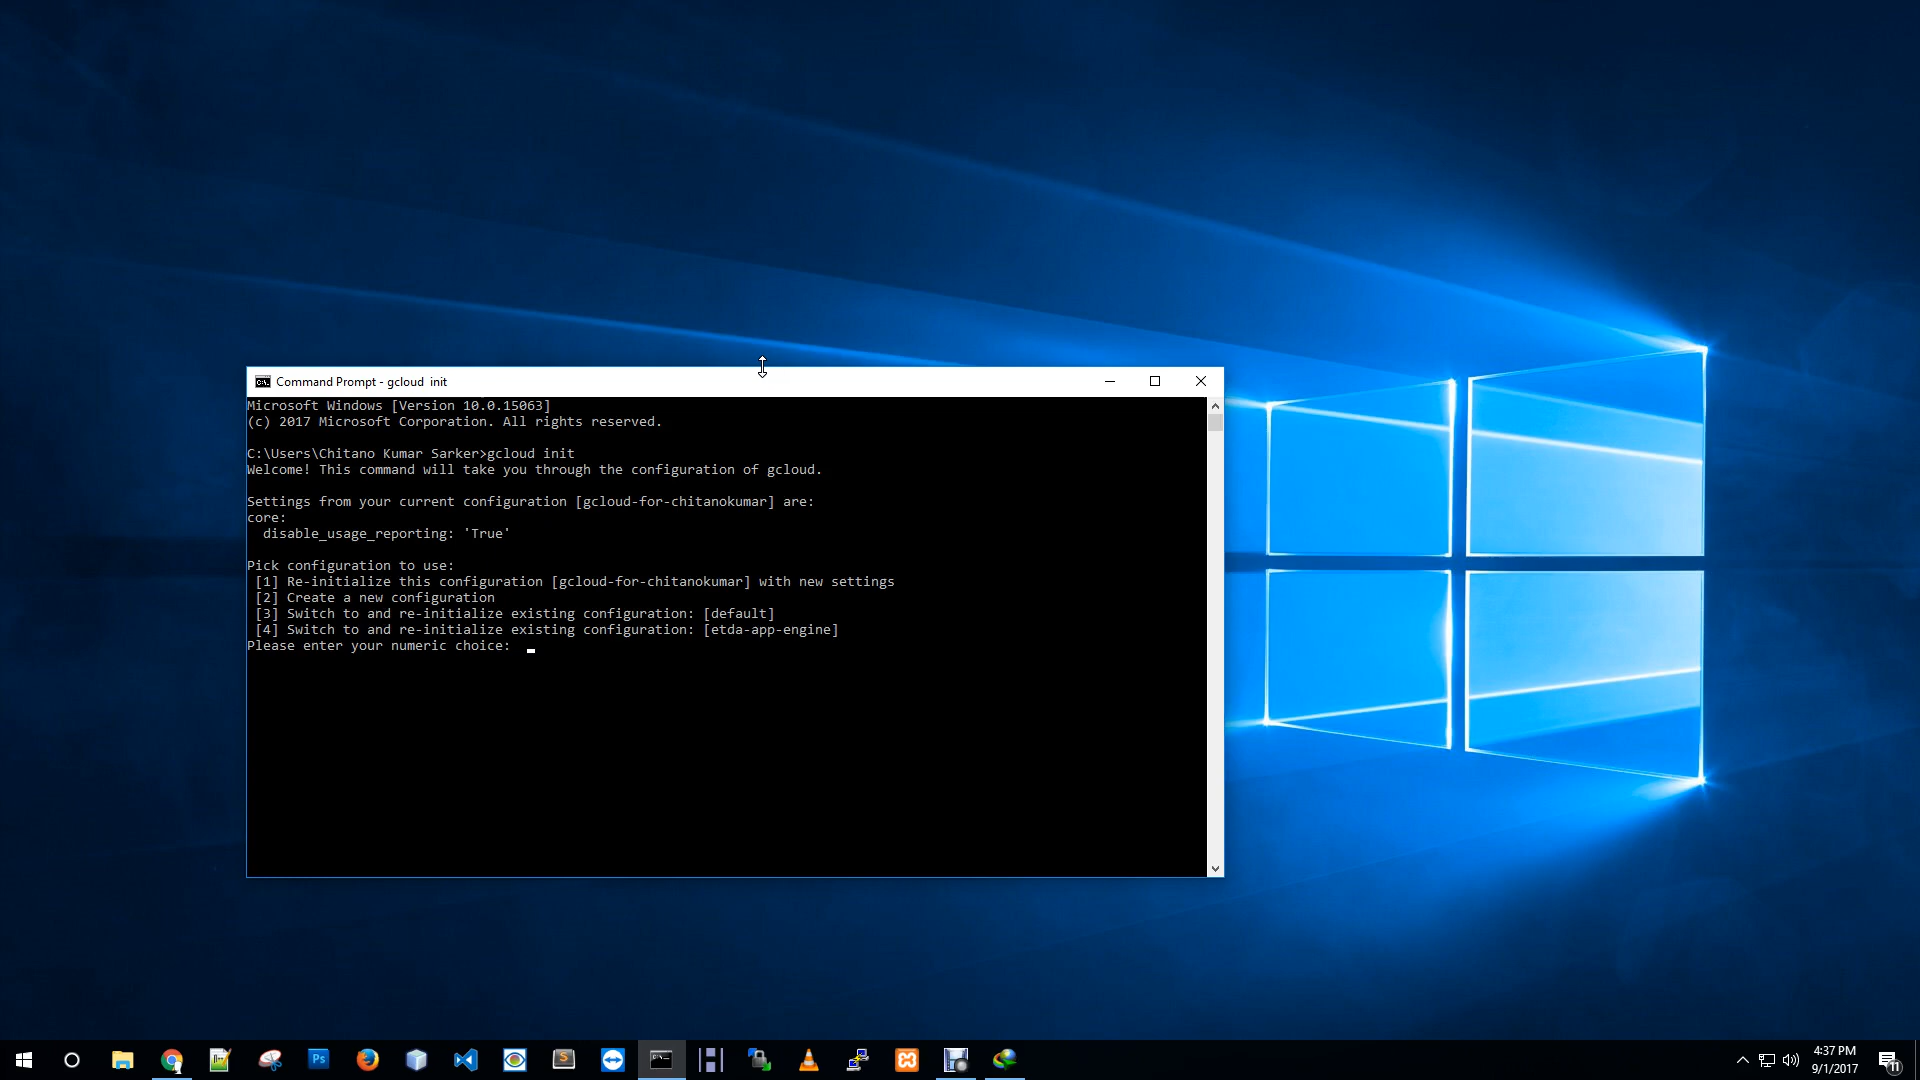 Command Prompt - gcloud  init
Microsoft Windows [Version 10.0.15063]
(c) 2017 Microsoft Corporation. All rights reserved.
C:\Users\Chitano Kumar Sarker>gcloud init
Welcome! This command will take you through the configuration of gcloud.
Settings from your current configuration [gcloud-for-chitanokumar] are:
core:
  disable_usage_reporting: 'True'
Pick configuration to use:
 [1] Re-initialize this configuration [gcloud-for-chitanokumar] with new settings
 [2] Create a new configuration
 [3] Switch to and re-initialize existing configuration: [default]
 [4] Switch to and re-initialize existing configuration: [etda-app-engine]
Please enter your numeric choice:  _
Ps
S
4:37 PM
9/1/2017
11